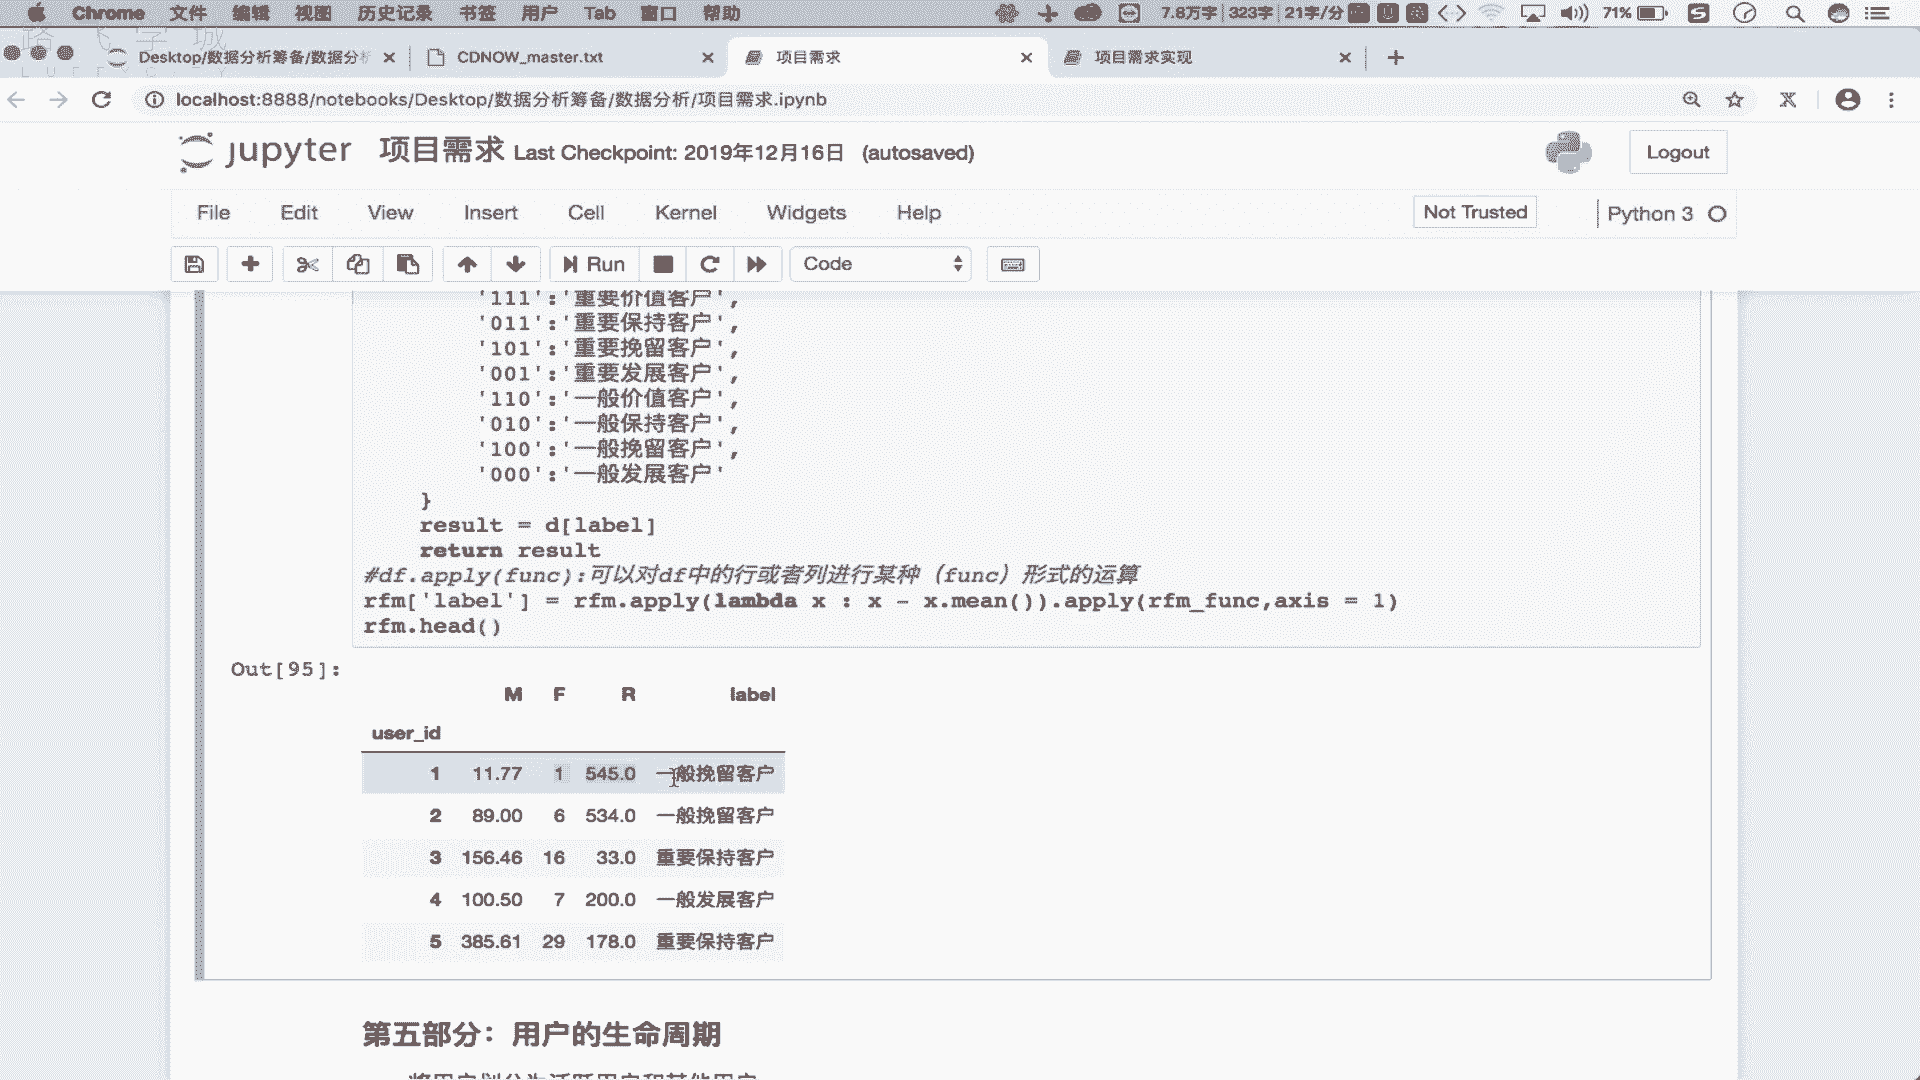 Chrome 文件 编辑 视图 历史记录 书签 用户 Tab 窗口 帮助 7.8万字 323字 21字/分 71%
Desktop/数据分析筹备/数据分析 CDNOW_master.txt 项目需求 项目需求实现
localhost:8888/notebooks/Desktop/数据分析筹备/数据分析/项目需求.ipynb
jupyter 项目需求 Last Checkpoint: 2019年12月16日 (autosaved) Logout
File Edit View Insert Cell Kernel Widgets Help Not Trusted Python 3
Run Code
'111':'重要价值客户',
'011':'重要保持客户',
'101':'重要挽留客户',
'001':'重要发展客户',
'110':'一般价值客户',
'010':'一般保持客户',
'100':'一般挽留客户',
'000':'一般发展客户'
}
result = d[label]
return result
#df.apply(func):可以对df中的行或者列进行某种（func）形式的运算
rfm['label'] = rfm.apply(lambda x : x - x.mean()).apply(rfm_func,axis = 1)
rfm.head()
Out[95]:
M F R label
user_id
1 11.77 1 545.0 一般挽留客户
2 89.00 6 534.0 一般挽留客户
3 156.46 16 33.0 重要保持客户
4 100.50 7 200.0 一般发展客户
5 385.61 29 178.0 重要保持客户
第五部分：用户的生命周期